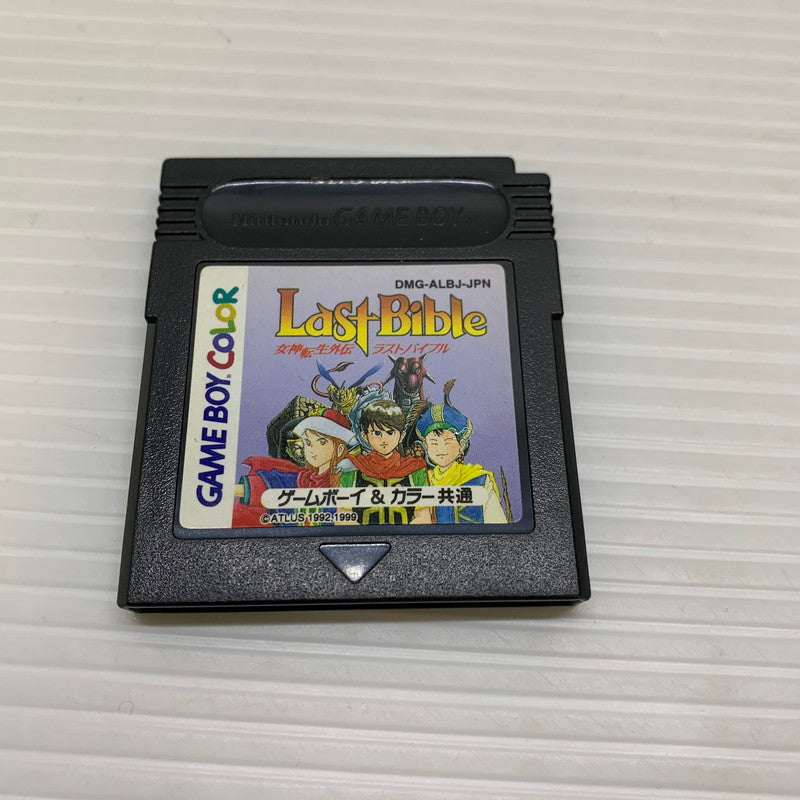 Nintendo GAME BOY™
DMG-ALBJ-JPN
GAME BOY COLOR
Last Bible
女神転生外伝 ラストバイブル
ゲームボーイ & カラー共通
©ATLUS 1992,1999